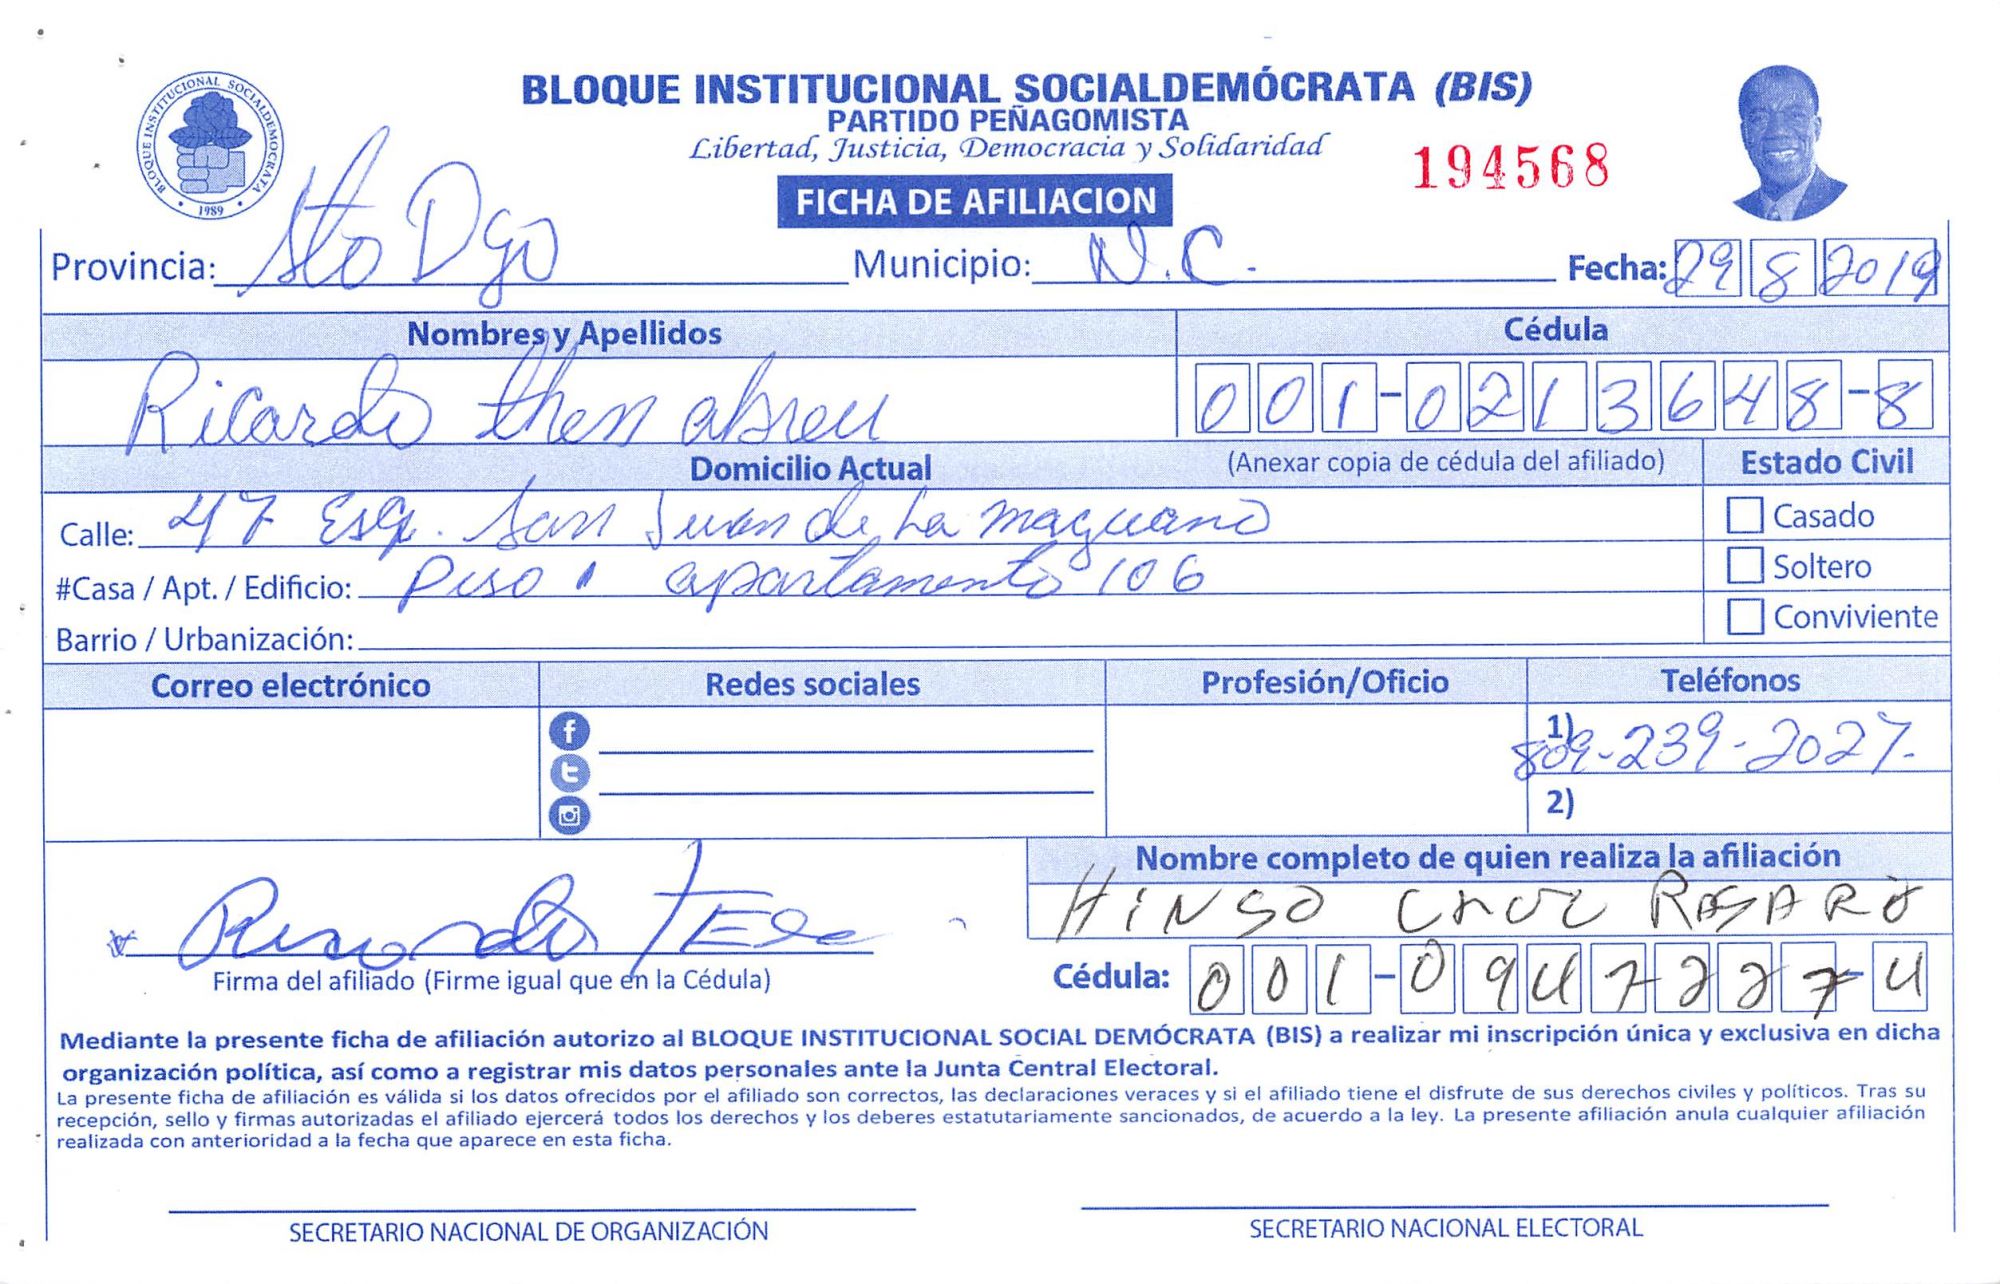 BLOQUE INSTITUCIONAL SOCIALDEMÓCRATA (BIS)
PARTIDO PEÑAGOMISTA
Libertad, Justicia, Democracia y Solidaridad
194568
FICHA DE AFILIACION
BLOQUE INSTITUCIONAL SOCIALDEMOCRATA
1989
Provincia: Sto Dgo Municipio: N.C. Fecha: 29 8 2019
Nombres y Apellidos Cédula
Ricardo then abreu 001-0213648-8
Domicilio Actual (Anexar copia de cédula del afiliado) Estado Civil
Calle: 47 Esq. San Juan de La maguana Casado
#Casa / Apt. / Edificio: Piso 1 apartamento 106 Soltero
Barrio / Urbanización: Conviviente
Correo electrónico Redes sociales Profesión/Oficio Teléfonos
1) 809-239-2027.
2)
Nombre completo de quien realiza la afiliación
Ricardo HINSO CRUZ ROSARIO
Firma del afiliado (Firme igual que en la Cédula) Cédula: 001-0947227-4
Mediante la presente ficha de afiliación autorizo al BLOQUE INSTITUCIONAL SOCIAL DEMÓCRATA (BIS) a realizar mi inscripción única y exclusiva en dicha
organización política, así como a registrar mis datos personales ante la Junta Central Electoral.
La presente ficha de afiliación es válida si los datos ofrecidos por el afiliado son correctos, las declaraciones veraces y si el afiliado tiene el disfrute de sus derechos civiles y políticos. Tras su
recepción, sello y firmas autorizadas el afiliado ejercerá todos los derechos y los deberes estatutariamente sancionados, de acuerdo a la ley. La presente afiliación anula cualquier afiliación
realizada con anterioridad a la fecha que aparece en esta ficha.
SECRETARIO NACIONAL DE ORGANIZACIÓN SECRETARIO NACIONAL ELECTORAL